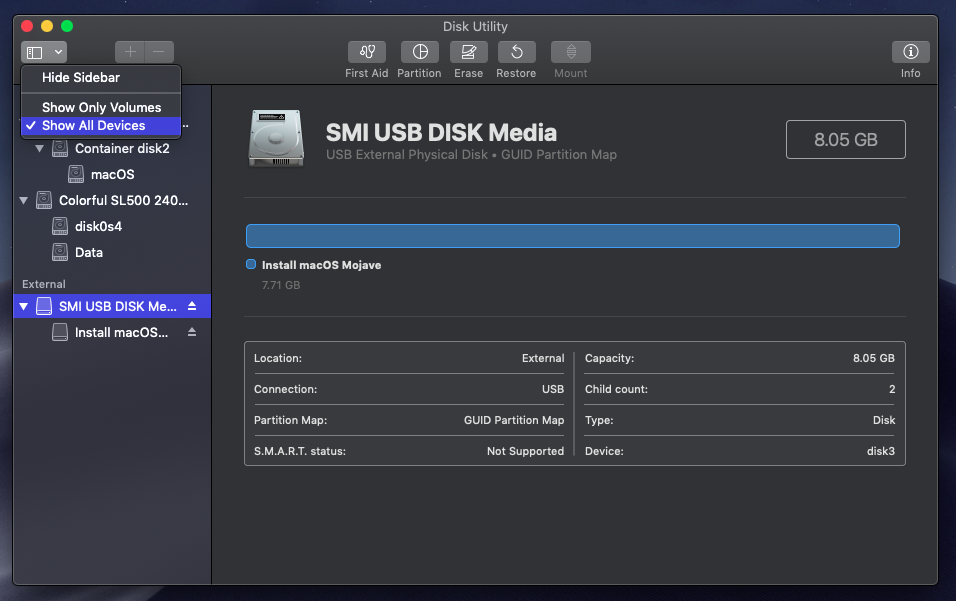 Disk Utility
First Aid
Partition
Erase
Restore
Mount
Info
Hide Sidebar
Show Only Volumes
✓ Show All Devices
Container disk2
macOS
Colorful SL500 240...
disk0s4
Data
External
SMI USB DISK Me...
Install macOS...
SMI USB DISK Media
USB External Physical Disk • GUID Partition Map
8.05 GB
Install macOS Mojave
7.71 GB
Location: External
Connection: USB
Partition Map: GUID Partition Map
S.M.A.R.T. status: Not Supported
Capacity: 8.05 GB
Child count: 2
Type: Disk
Device: disk3